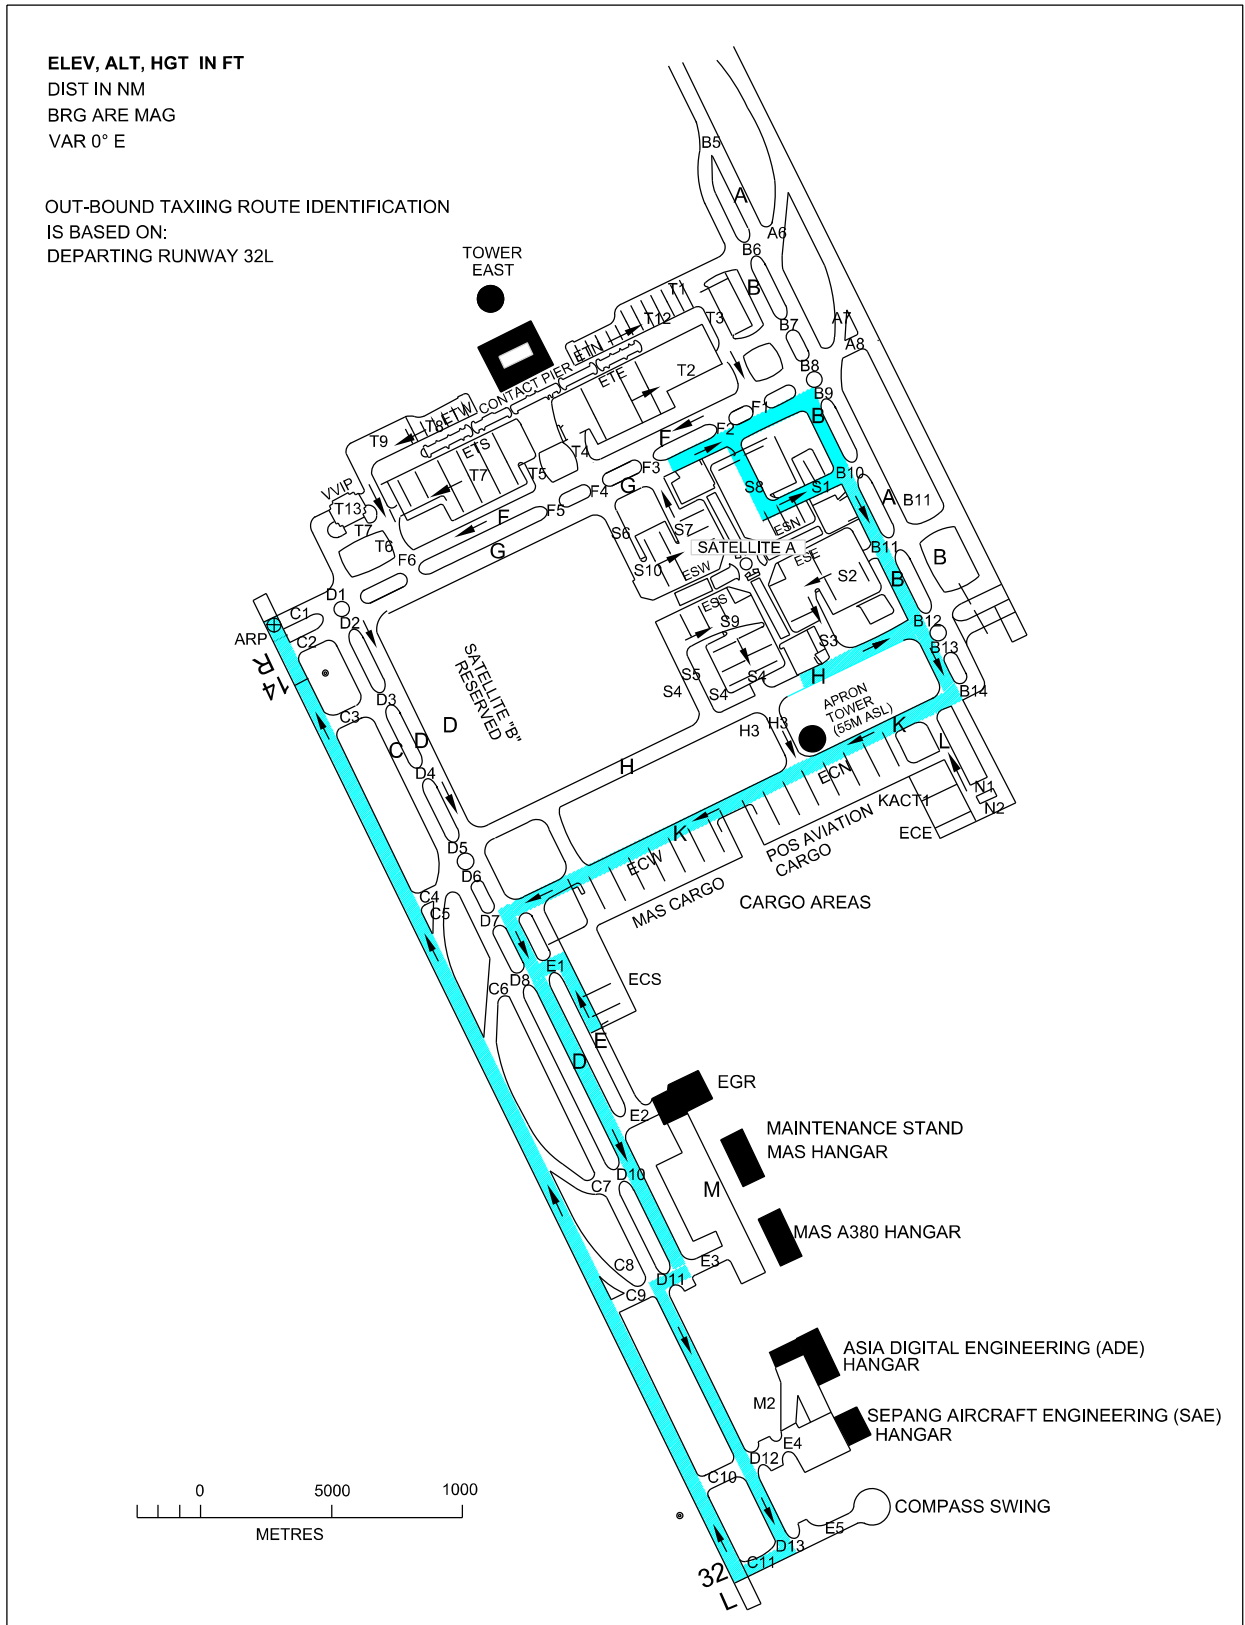 ELEV, ALT, HGT IN FT
DIST IN NM
BRG ARE MAG
VAR 0° E
OUT-BOUND TAXIING ROUTE IDENTIFICATION
IS BASED ON:
DEPARTING RUNWAY 32L
TOWER
EAST
B5
A
A6
B6
B
T1
T12
T3
B7
A7
A8
B8
B9
B
ETN
CONTACT PIER
ETE
T2
ETW
T8
T9
ETS
T7
T5
T4
F
F1
F2
F3
F4
F5
F
G
G
F6
VVIP
T13
T7
T6
S8
S1
B10
A
B11
ESN
B11
B
B
S6
S7
SATELLITE A
S10
ESW
ESE
S2
ESS
S9
S3
S5
S4
S4
S4
H
B12
B13
B14
C1
D1
ARP
C2
D2
14
R
D3
C3
C
D
D
SATELLITE "B"
RESERVED
D4
H
H3
H3
APRON
TOWER
(55M ASL)
K
L
ECN
N1
N2
KACT1
ECE
POS AVIATION
CARGO
K
ECW
MAS CARGO
CARGO AREAS
D5
D6
C4
C5
D7
E1
D8
C6
ECS
E
D
EGR
E2
MAINTENANCE STAND
MAS HANGAR
D10
C7
M
MAS A380 HANGAR
E3
C8
D11
C9
ASIA DIGITAL ENGINEERING (ADE)
HANGAR
M2
SEPANG AIRCRAFT ENGINEERING (SAE)
HANGAR
E4
D12
C10
COMPASS SWING
E5
D13
C11
32
L
0
5000
1000
METRES